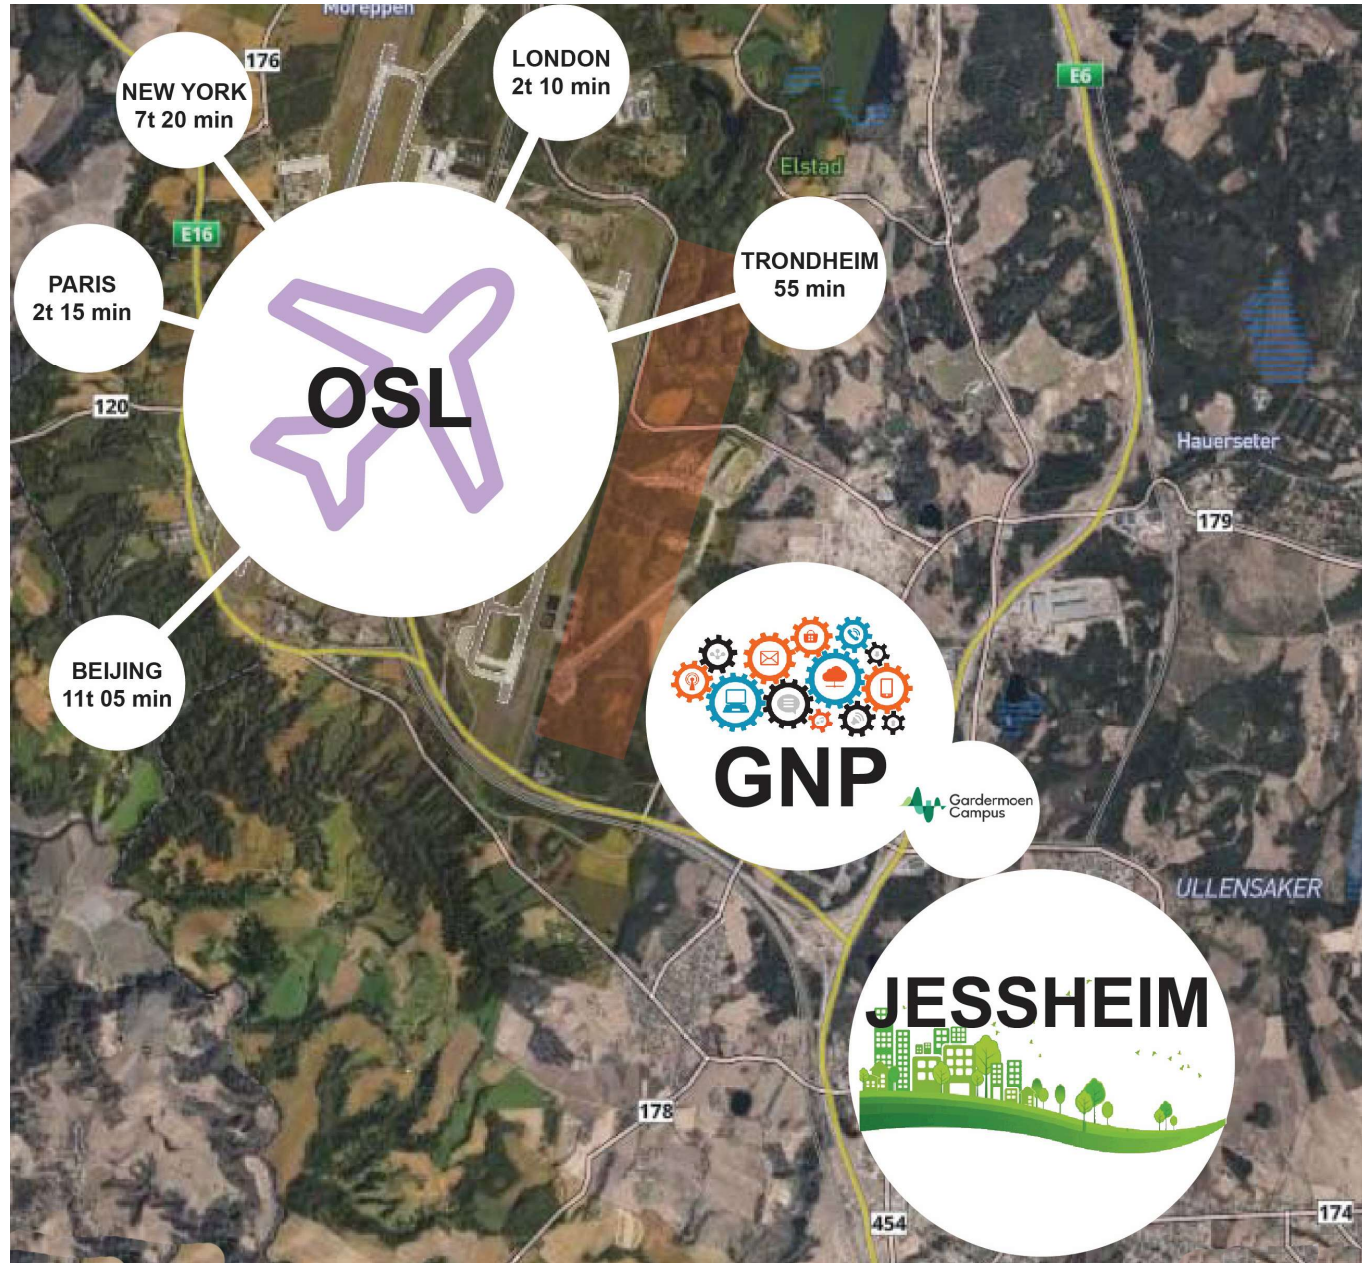 Moreppen
176
LONDON
2t 10 min
NEW YORK
7t 20 min
E6
Elstad
E16
TRONDHEIM
55 min
PARIS
2t 15 min
OSL
120
Hauerseter
179
BEIJING
11t 05 min
GNP
Gardermoen
Campus
ULLENSAKER
JESSHEIM
178
454
174